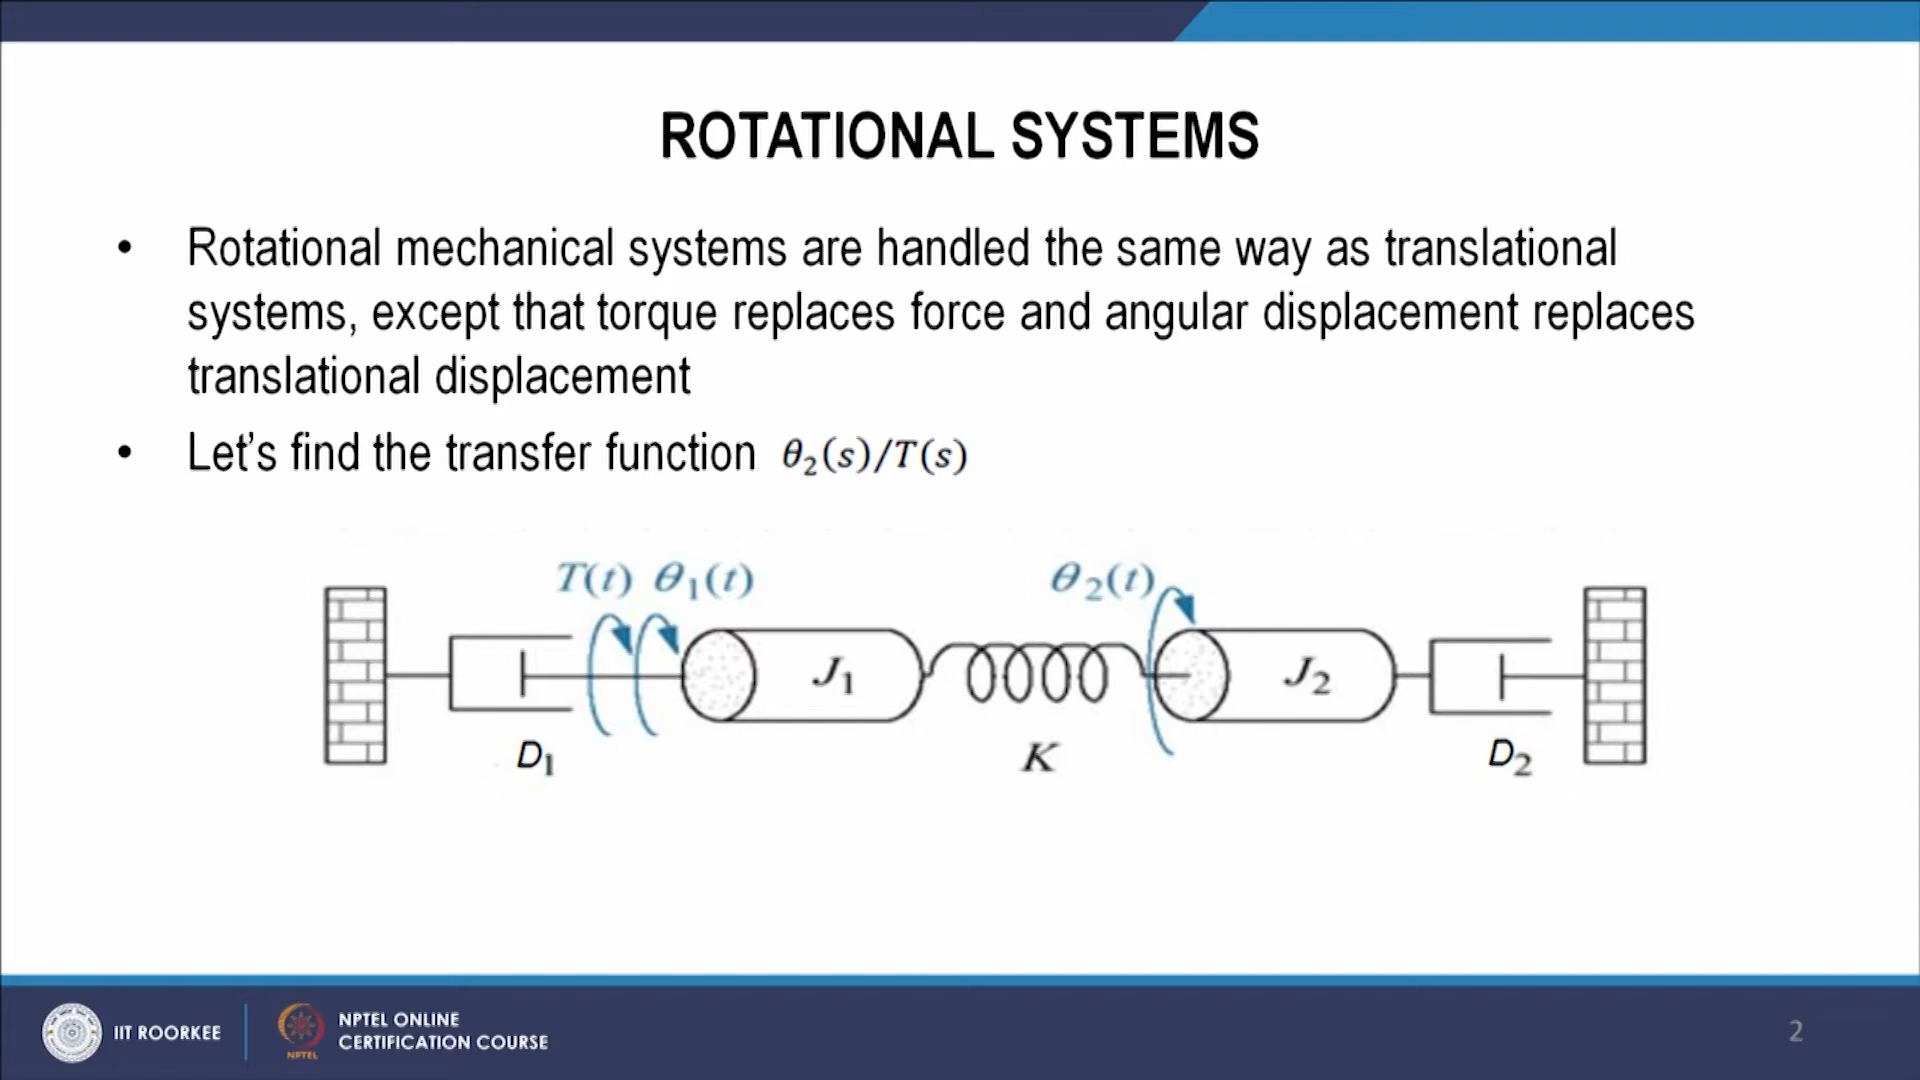 ROTATIONAL SYSTEMS
• Rotational mechanical systems are handled the same way as translational
systems, except that torque replaces force and angular displacement replaces
translational displacement
• Let's find the transfer function θ₂(s)/T(s)
T(t) θ₁(t) θ₂(t)
J₁ J₂
D₁ K D₂
IIT ROORKEE
NPTEL
NPTEL ONLINE
CERTIFICATION COURSE
2